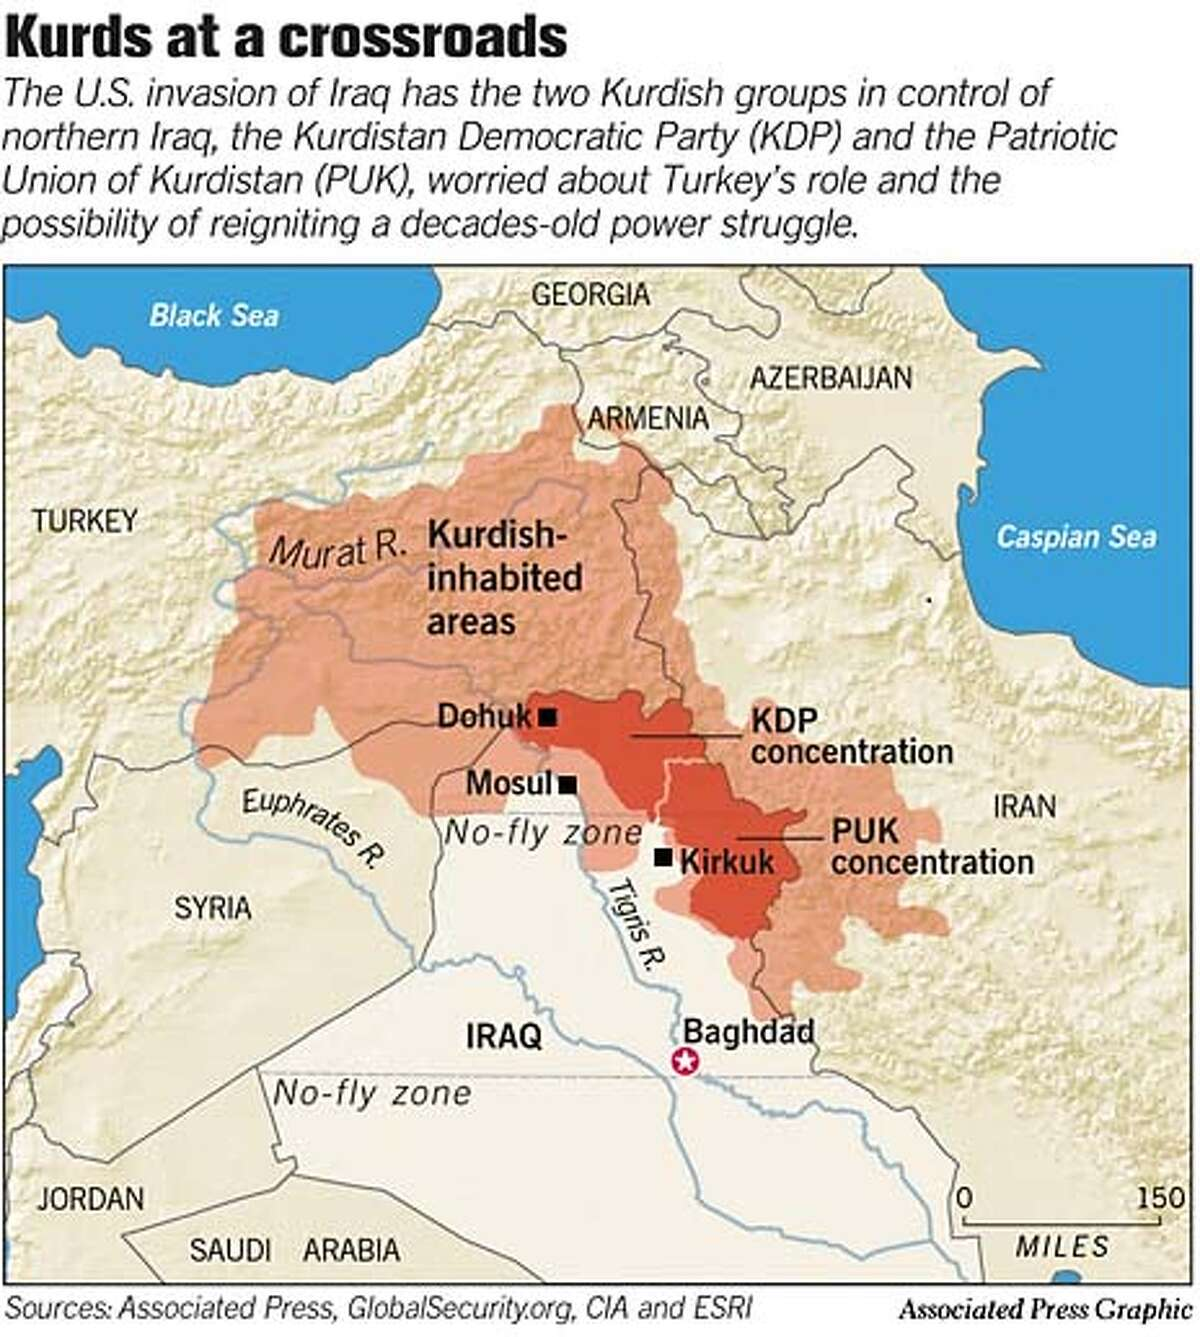 Kurds at a crossroads
The U.S. invasion of Iraq has the two Kurdish groups in control of
northern Iraq, the Kurdistan Democratic Party (KDP) and the Patriotic
Union of Kurdistan (PUK), worried about Turkey's role and the
possibility of reigniting a decades-old power struggle.
GEORGIA
Black Sea
AZERBAIJAN
ARMENIA
TURKEY
Caspian Sea
Murat R.
Kurdish-
inhabited
areas
Dohuk
KDP
concentration
Mosul
Euphrates R.
No-fly zone
IRAN
PUK
concentration
Kirkuk
SYRIA
Tigris R.
IRAQ
Baghdad
No-fly zone
JORDAN
0 150
MILES
SAUDI ARABIA
Sources: Associated Press, GlobalSecurity.org, CIA and ESRI
Associated Press Graphic